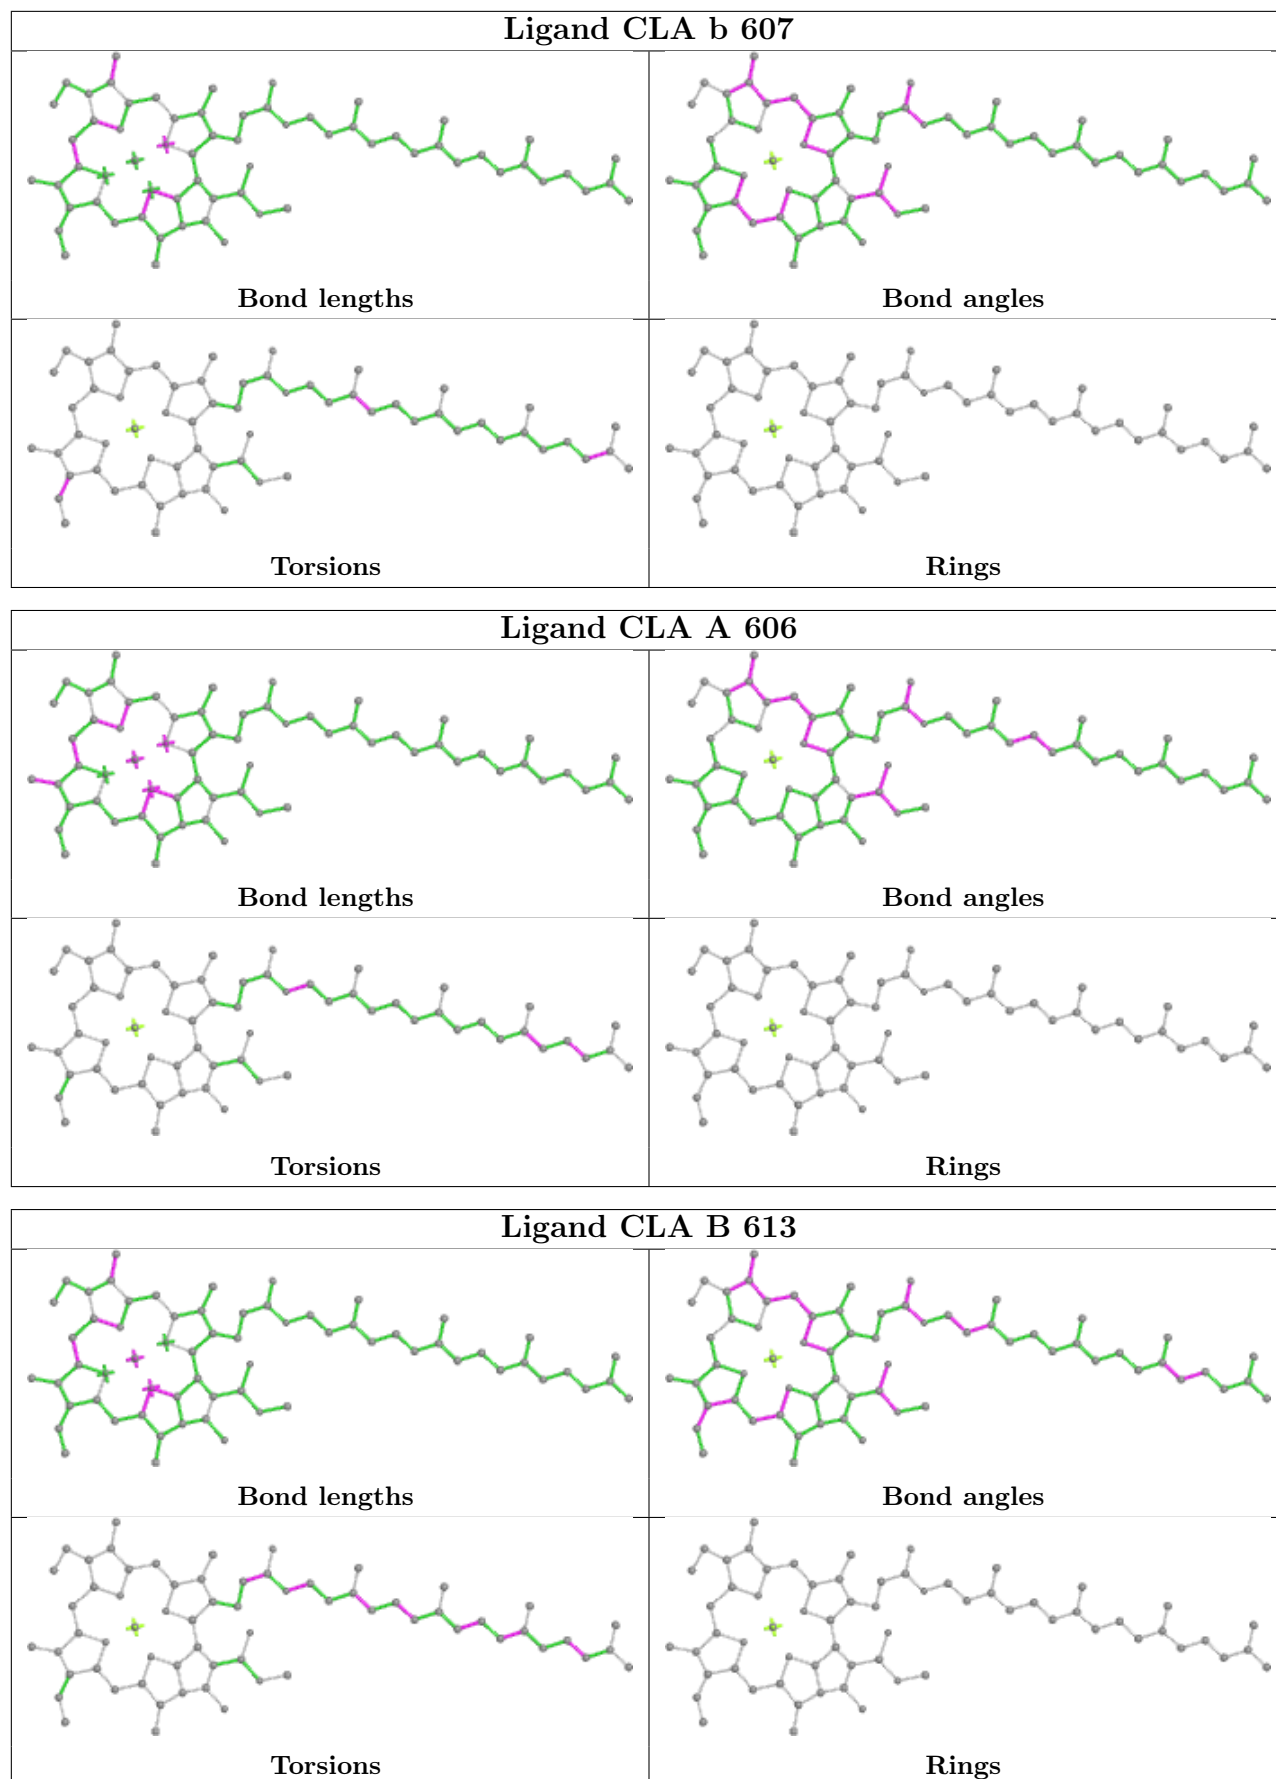 Ligand CLA b 607
Bond lengths
Bond angles
Torsions
Rings
Ligand CLA A 606
Bond lengths
Bond angles
Torsions
Rings
Ligand CLA B 613
Bond lengths
Bond angles
Torsions
Rings